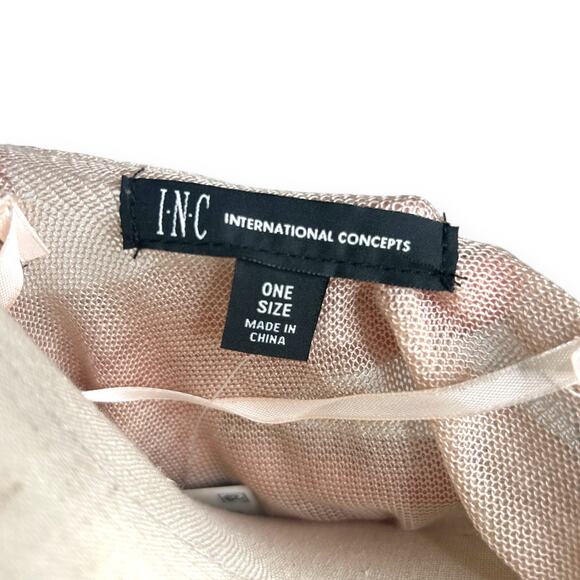 I·N·C INTERNATIONAL CONCEPTS
ONE
SIZE
MADE IN
CHINA